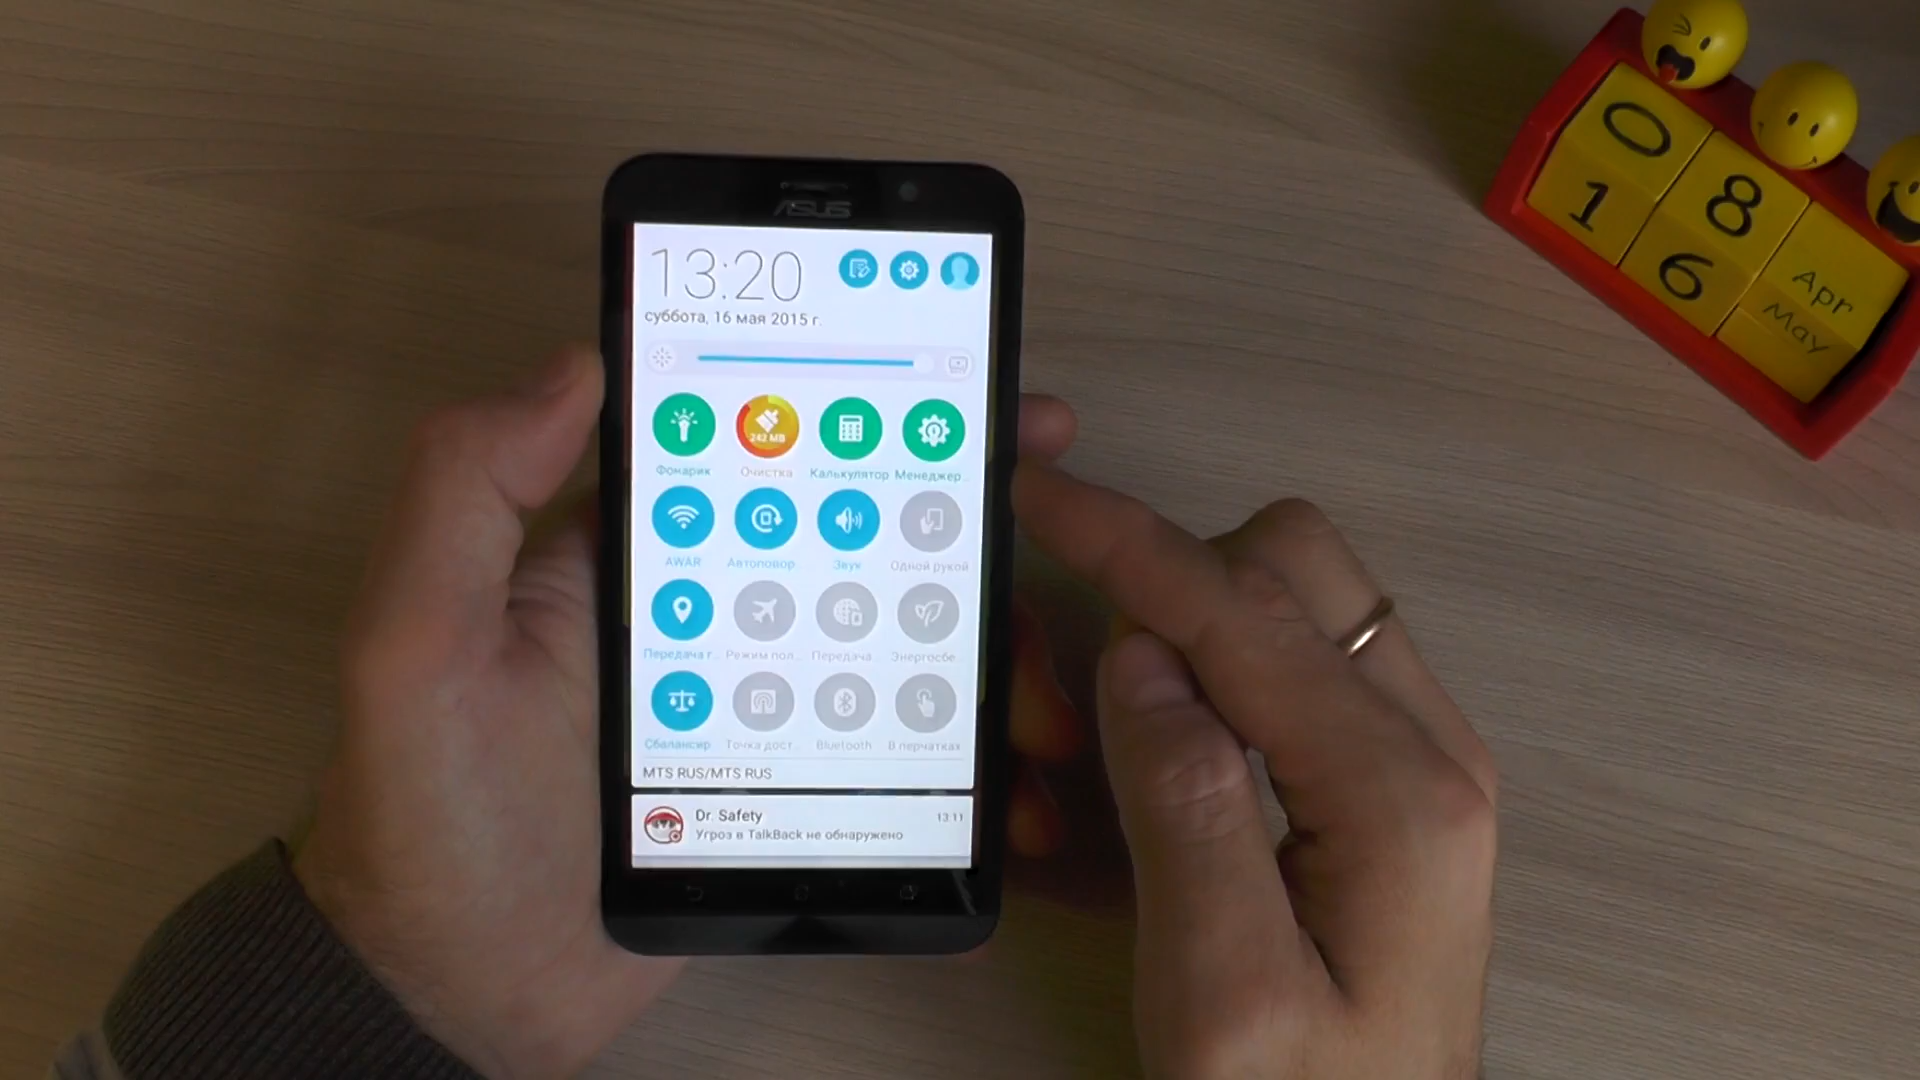 ASUS
13:20
суббота, 16 мая 2015 г.
242 MB
Фонарик Очистка Калькулятор Менеджер...
AWAR Автоповор... Звук Одной рукой
Передача г... Режим пол... Передача... Энергосбе...
Сбалансир... Точка дост... Bluetooth В перчатках
MTS RUS/MTS RUS
Dr. Safety 13:11
Угроз в TalkBack не обнаружено
0 8 Apr
1 6 May